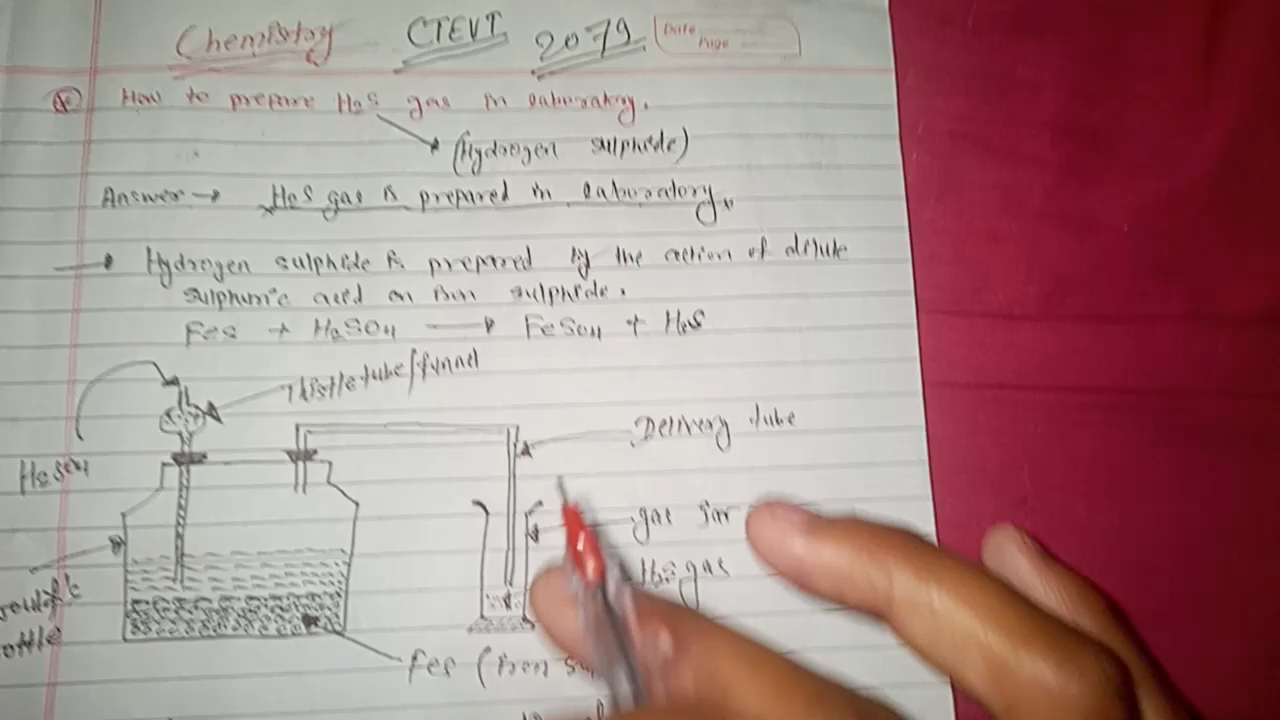 Chemistry CTEVT 2079 Date Page
How to prepare H2S gas in laboratory.
(Hydrogen sulphide)
Answer → H2S gas is prepared in laboratory.
→ Hydrogen sulphide is prepared by the action of dilute
sulphuric acid on iron sulphide.
FeS + H2SO4 → FeSO4 + H2S
Thistle tube/funnel
Delivery tube
H2SO4
gas Jar
H2S gas
FeS (Iron